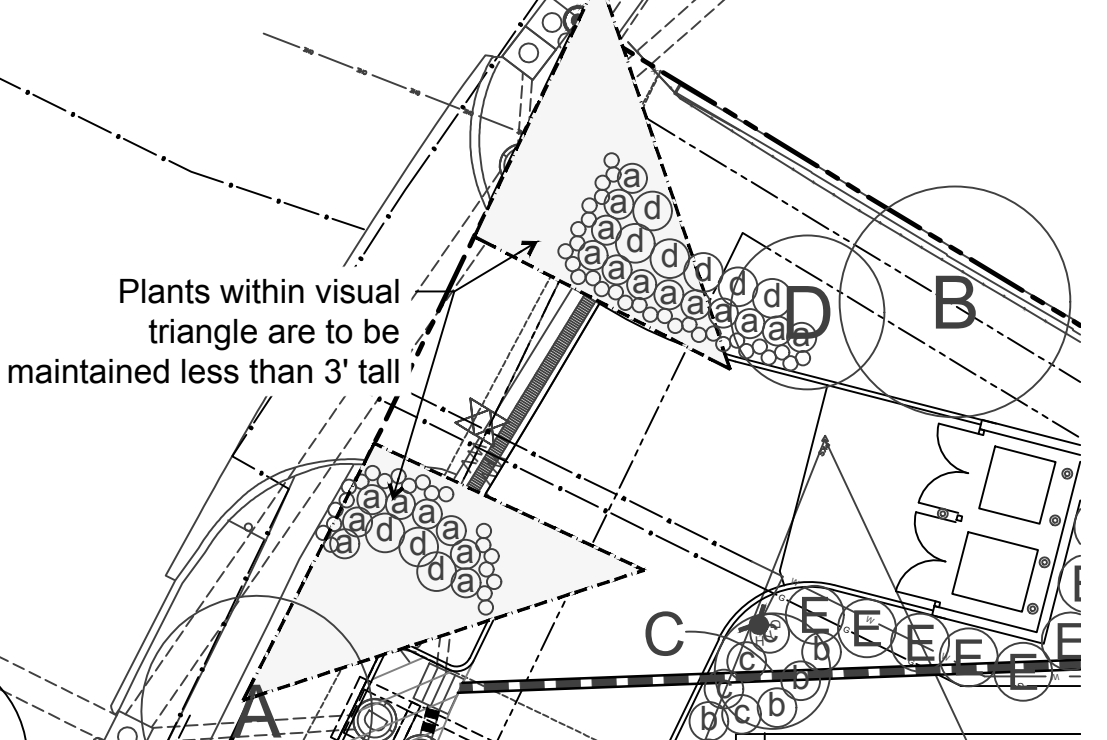 a
a d
a d d d d d
a a a a a a a a a
D
B
Plants within visual
triangle are to be
maintained less than 3' tall
a a a a
a d d a
a d a
A
C
E E E E E E E
c c c c
b b b b